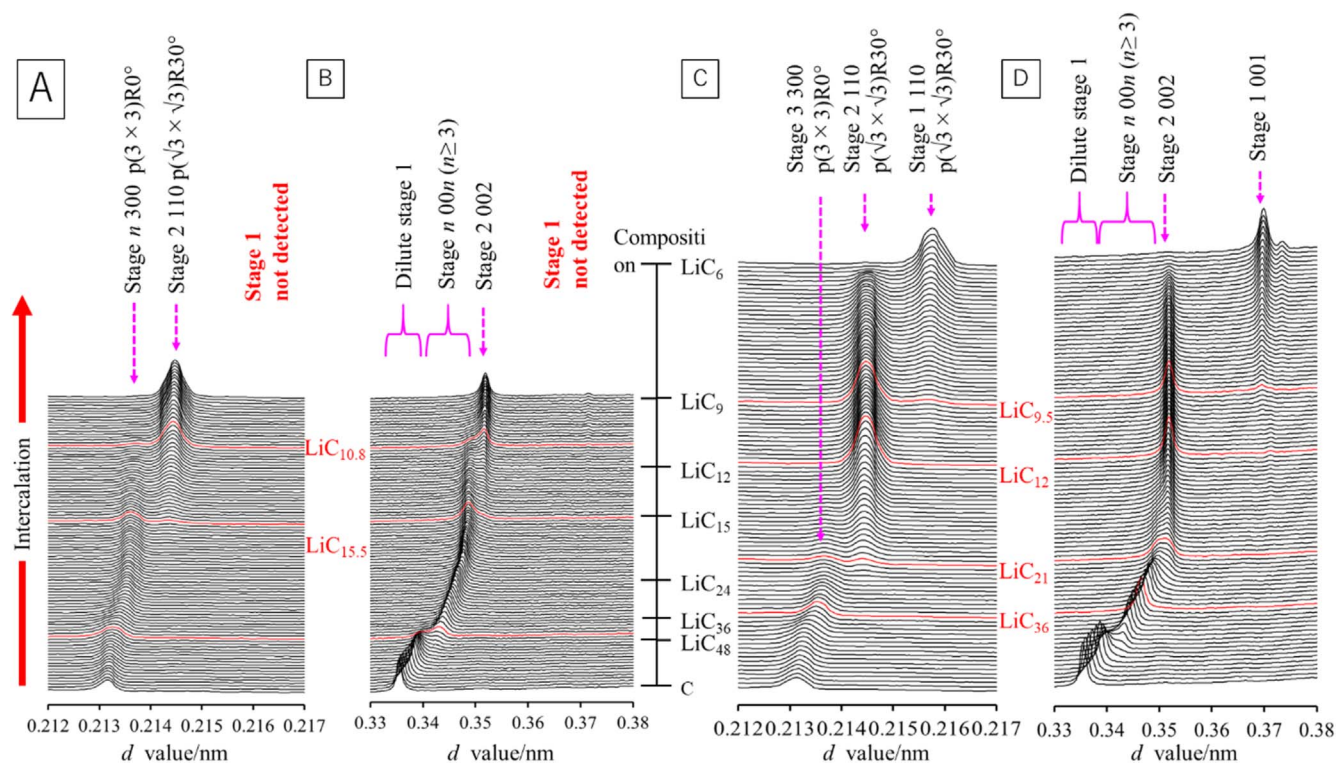 A
Stage n 300 p(3 × 3)R0°
Stage 2 110 p(√3 × √3)R30°
Stage 1
not detected
Intercalation
0.212 0.213 0.214 0.215 0.216 0.217
d value/nm
B
Dilute stage 1
Stage n 00n (n≥ 3)
Stage 2 002
Stage 1
not detected
LiC10.8
LiC15.5
0.33 0.34 0.35 0.36 0.37 0.38
d value/nm
Compositi
on
LiC6
LiC9
LiC12
LiC15
LiC24
LiC36
LiC48
C
C
Stage 3 300
p(3 × 3)R0°
Stage 2 110
p(√3 × √3)R30°
Stage 1 110
p(√3 × √3)R30°
0.212 0.213 0.214 0.215 0.216 0.217
d value/nm
D
Dilute stage 1
Stage n 00n (n≥ 3)
Stage 2 002
Stage 1 001
LiC9.5
LiC12
LiC21
LiC36
0.33 0.34 0.35 0.36 0.37 0.38
d value/nm